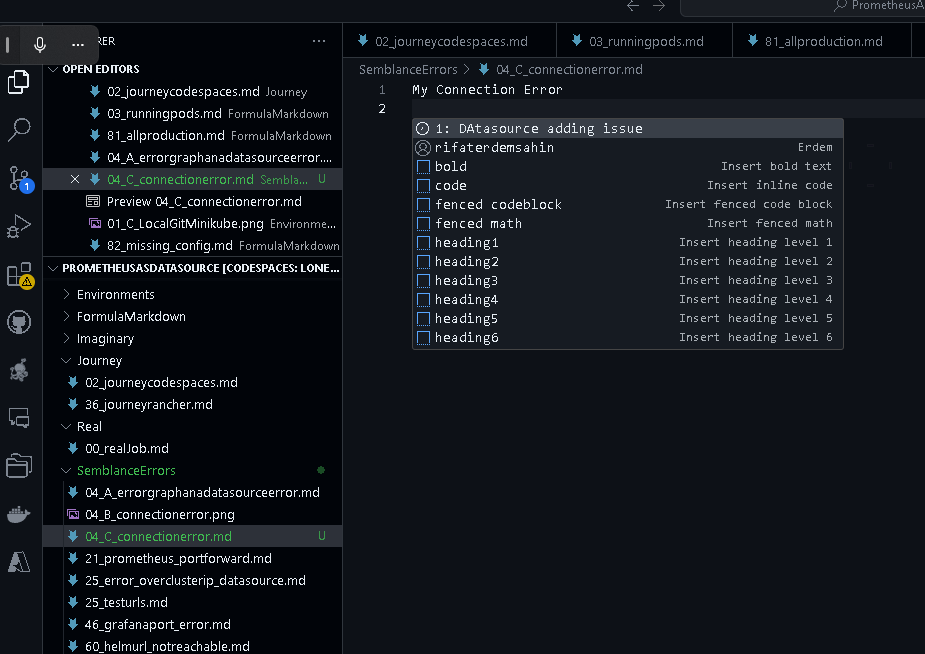 PrometheusA
RER
02_journeycodespaces.md
03_runningpods.md
81_allproduction.md
OPEN EDITORS
02_journeycodespaces.md Journey
03_runningpods.md FormulaMarkdown
81_allproduction.md FormulaMarkdown
04_A_errorgraphanadatasourceerror....
04_C_connectionerror.md Sembla... U
Preview 04_C_connectionerror.md
01_C_LocalGitMinikube.png Environme...
82_missing_config.md FormulaMarkdown
PROMETHEUSASDATASOURCE [CODESPACES: LONE...
Environments
FormulaMarkdown
Imaginary
Journey
02_journeycodespaces.md
36_journeyrancher.md
Real
00_realJob.md
SemblanceErrors
04_A_errorgraphanadatasourceerror.md
04_B_connectionerror.png
04_C_connectionerror.md U
21_prometheus_portforward.md
25_error_overclusterip_datasource.md
25_testurls.md
46_grafanaport_error.md
60_helmurl_notreachable.md
1
SemblanceErrors > 04_C_connectionerror.md
1 My Connection Error
2
1: DAtasource adding issue
rifaterdemsahin Erdem
bold Insert bold text
code Insert inline code
fenced codeblock Insert fenced code block
fenced math Insert fenced math
heading1 Insert heading level 1
heading2 Insert heading level 2
heading3 Insert heading level 3
heading4 Insert heading level 4
heading5 Insert heading level 5
heading6 Insert heading level 6